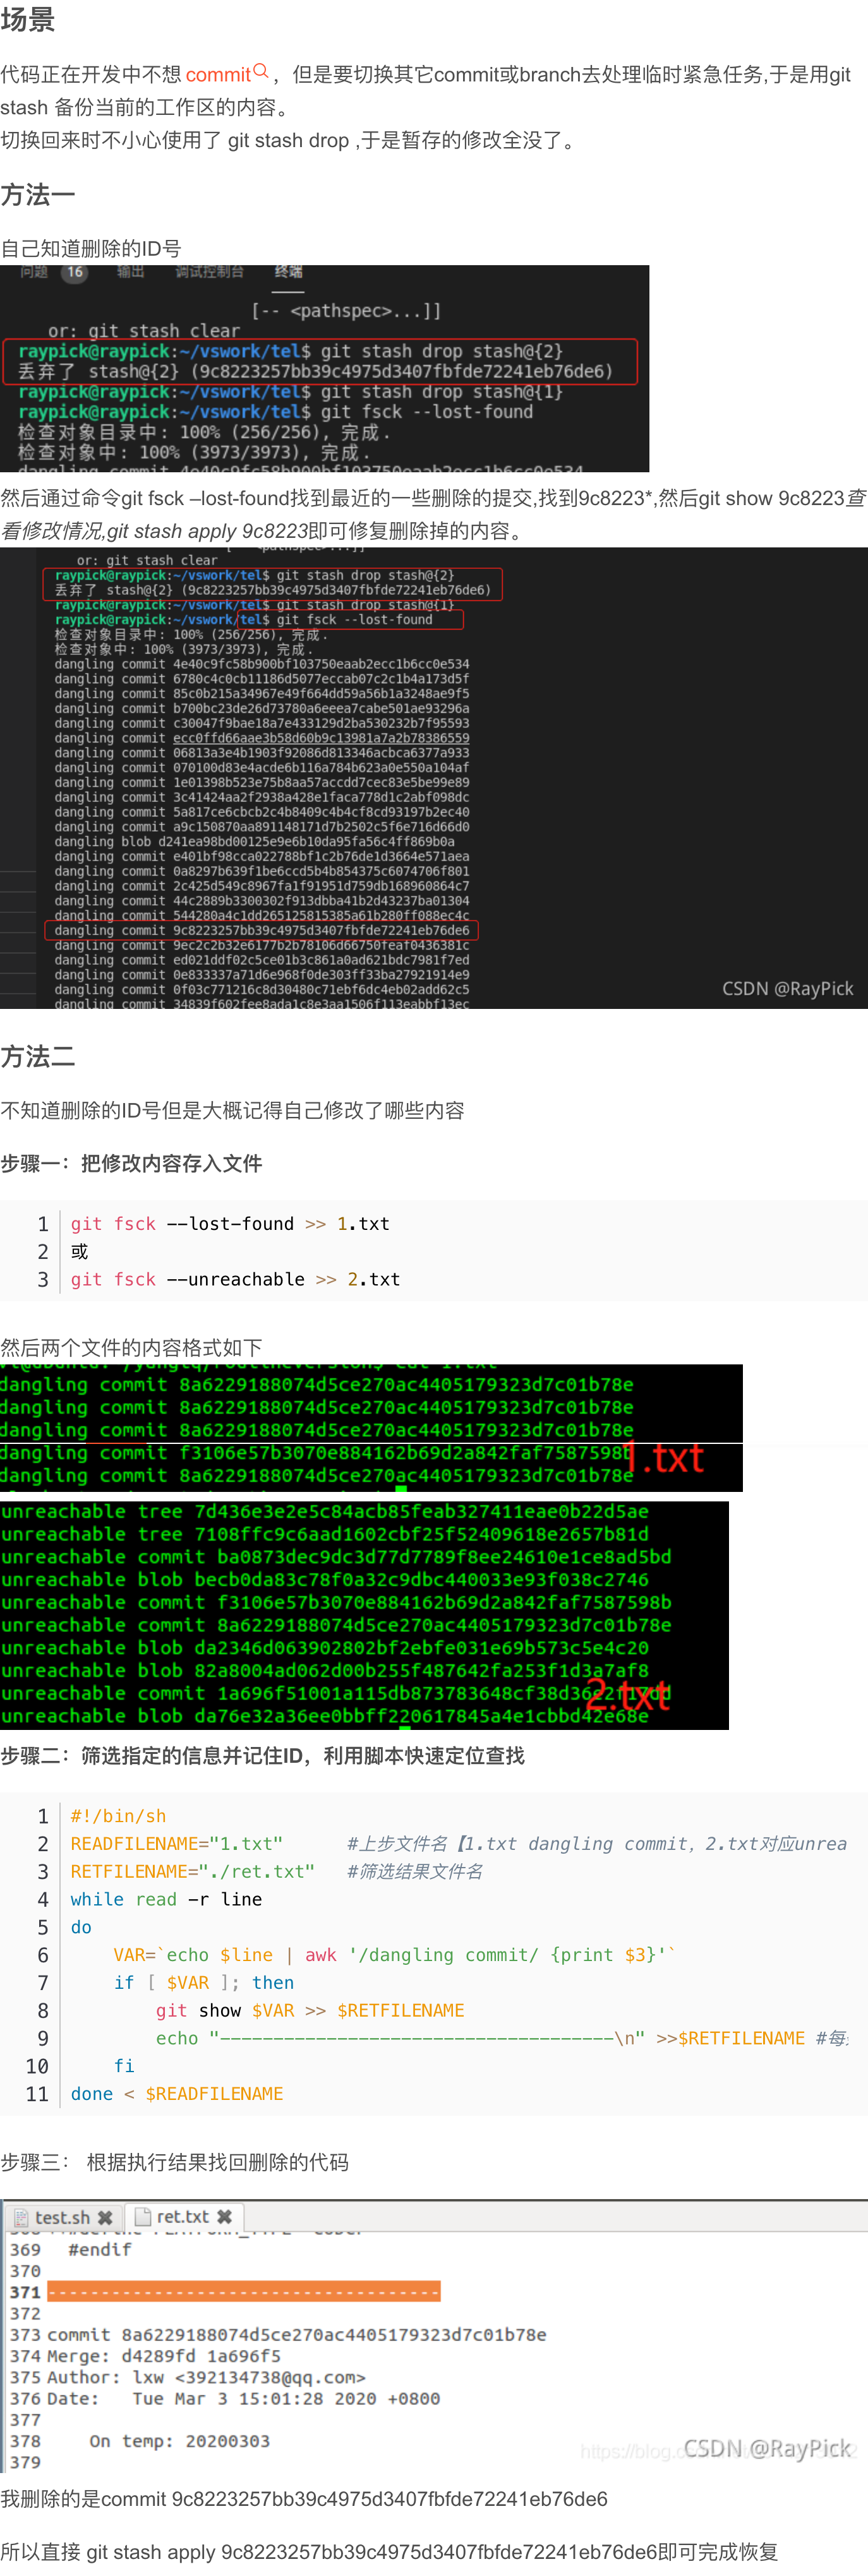 场景
代码正在开发中不想 commit ，但是要切换其它commit或branch去处理临时紧急任务,于是用git
stash 备份当前的工作区的内容。
切换回来时不小心使用了 git stash drop ,于是暂存的修改全没了。
方法一
自己知道删除的ID号
问题 16 输出 调试控制台 终端
[-- <pathspec>...]]
or: git stash clear
raypick@raypick:~/vswork/tel$ git stash drop stash@{2}
丢弃了 stash@{2} (9c8223257bb39c4975d3407fbfde72241eb76de6)
raypick@raypick:~/vswork/tel$ git stash drop stash@{1}
raypick@raypick:~/vswork/tel$ git fsck --lost-found
检查对象目录中: 100% (256/256), 完成.
检查对象中: 100% (3973/3973), 完成.
dangling commit 4e40c9fc58b900bf103750eaab2ecc1b6cc0e534
然后通过命令git fsck –lost-found找到最近的一些删除的提交,找到9c8223*,然后git show 9c8223查
看修改情况,git stash apply 9c8223即可修复删除掉的内容。
[-- <pathspec>...]]
or: git stash clear
raypick@raypick:~/vswork/tel$ git stash drop stash@{2}
丢弃了 stash@{2} (9c8223257bb39c4975d3407fbfde72241eb76de6)
raypick@raypick:~/vswork/tel$ git stash drop stash@{1}
raypick@raypick:~/vswork/tel$ git fsck --lost-found
检查对象目录中: 100% (256/256), 完成.
检查对象中: 100% (3973/3973), 完成.
dangling commit 4e40c9fc58b900bf103750eaab2ecc1b6cc0e534
dangling commit 6780c4c0cb11186d5077eccab07c2c1b4a173d5f
dangling commit 85c0b215a34967e49f664dd59a56b1a3248ae9f5
dangling commit b700bc23de26d73780a6eeea7cabe501ae93296a
dangling commit c30047f9bae18a7e433129d2ba530232b7f95593
dangling commit ecc0ffd66aae3b58d60b9c13981a7a2b78386559
dangling commit 06813a3e4b1903f92086d813346acbca6377a933
dangling commit 070100d83e4acde6b116a784b623a0e550a104af
dangling commit 1e01398b523e75b8aa57accdd7cec83e5be99e89
dangling commit 3c41424aa2f2938a428e1faca778d1c2abf098dc
dangling commit 5a817ce6cbcb2c4b8409c4b4cf8cd93197b2ec40
dangling commit a9c150870aa891148171d7b2502c5f6e716d66d0
dangling blob d241ea98bd00125e9e6b10da95fa56c4ff869b0a
dangling commit e401bf98cca022788bf1c2b76de1d3664e571aea
dangling commit 0a8297b639f1be6ccd5b4b854375c6074706f801
dangling commit 2c425d549c8967fa1f91951d759db168960864c7
dangling commit 44c2889b3300302f913dbba41b2d43237ba01304
dangling commit 544280a4c1dd265125815385a61b280ff088ec4c
dangling commit 9c8223257bb39c4975d3407fbfde72241eb76de6
dangling commit 9ec2c2b32e6177b2b78106d66750feaf0436381c
dangling commit ed021ddf02c5ce01b3c861a0ad621bdc7981f7ed
dangling commit 0e833337a71d6e968f0de303ff33ba27921914e9
dangling commit 0f03c771216c8d30480c71ebf6dc4eb02add62c5
dangling commit 34839f602fee8ada1c8e3aa1506f113eabbf13ec
CSDN @RayPick
方法二
不知道删除的ID号但是大概记得自己修改了哪些内容
步骤一：把修改内容存入文件
1 git fsck --lost-found >> 1.txt
2 或
3 git fsck --unreachable >> 2.txt
然后两个文件的内容格式如下
dangling commit 8a6229188074d5ce270ac4405179323d7c01b78e
dangling commit 8a6229188074d5ce270ac4405179323d7c01b78e
dangling commit 8a6229188074d5ce270ac4405179323d7c01b78e
dangling commit f3106e57b3070e884162b69d2a842faf7587598b
dangling commit 8a6229188074d5ce270ac4405179323d7c01b78e
1.txt
unreachable tree 7d436e3e2e5c84acb85feab327411eae0b22d5ae
unreachable tree 7108ffc9c6aad1602cbf25f52409618e2657b81d
unreachable commit ba0873dec9dc3d77d7789f8ee24610e1ce8ad5bd
unreachable blob becb0da83c78f0a32c9dbc440033e93f038c2746
unreachable commit f3106e57b3070e884162b69d2a842faf7587598b
unreachable commit 8a6229188074d5ce270ac4405179323d7c01b78e
unreachable blob da2346d063902802bf2ebfe031e69b573c5e4c20
unreachable blob 82a8004ad062d00b255f487642fa253f1d3a7af8
unreachable commit
unreachable blob da76e32a36ee0bbff220617845a4e1cbbd42e68e
2.txt
步骤二：筛选指定的信息并记住ID，利用脚本快速定位查找
1 #!/bin/sh
2 READFILENAME="1.txt" #上步文件名【1.txt dangling commit，2.txt对应unrea
3 RETFILENAME="./ret.txt" #筛选结果文件名
4 while read -r line
5 do
6 VAR=`echo $line | awk '/dangling commit/ {print $3}'`
7 if [ $VAR ]; then
8 git show $VAR >> $RETFILENAME
9 echo "-------------------------------------\n" >>$RETFILENAME #每
10 fi
11 done < $READFILENAME
步骤三： 根据执行结果找回删除的代码
test.sh ret.txt
369 #endif
370
371 -------------------------------------
372
373 commit 8a6229188074d5ce270ac4405179323d7c01b78e
374 Merge: d4289fd 1a696f5
375 Author: lxw <392134738@qq.com>
376 Date: Tue Mar 3 15:01:28 2020 +0800
377
378 On temp: 20200303
379
CSDN @RayPick
我删除的是commit 9c8223257bb39c4975d3407fbfde72241eb76de6
所以直接 git stash apply 9c8223257bb39c4975d3407fbfde72241eb76de6即可完成恢复